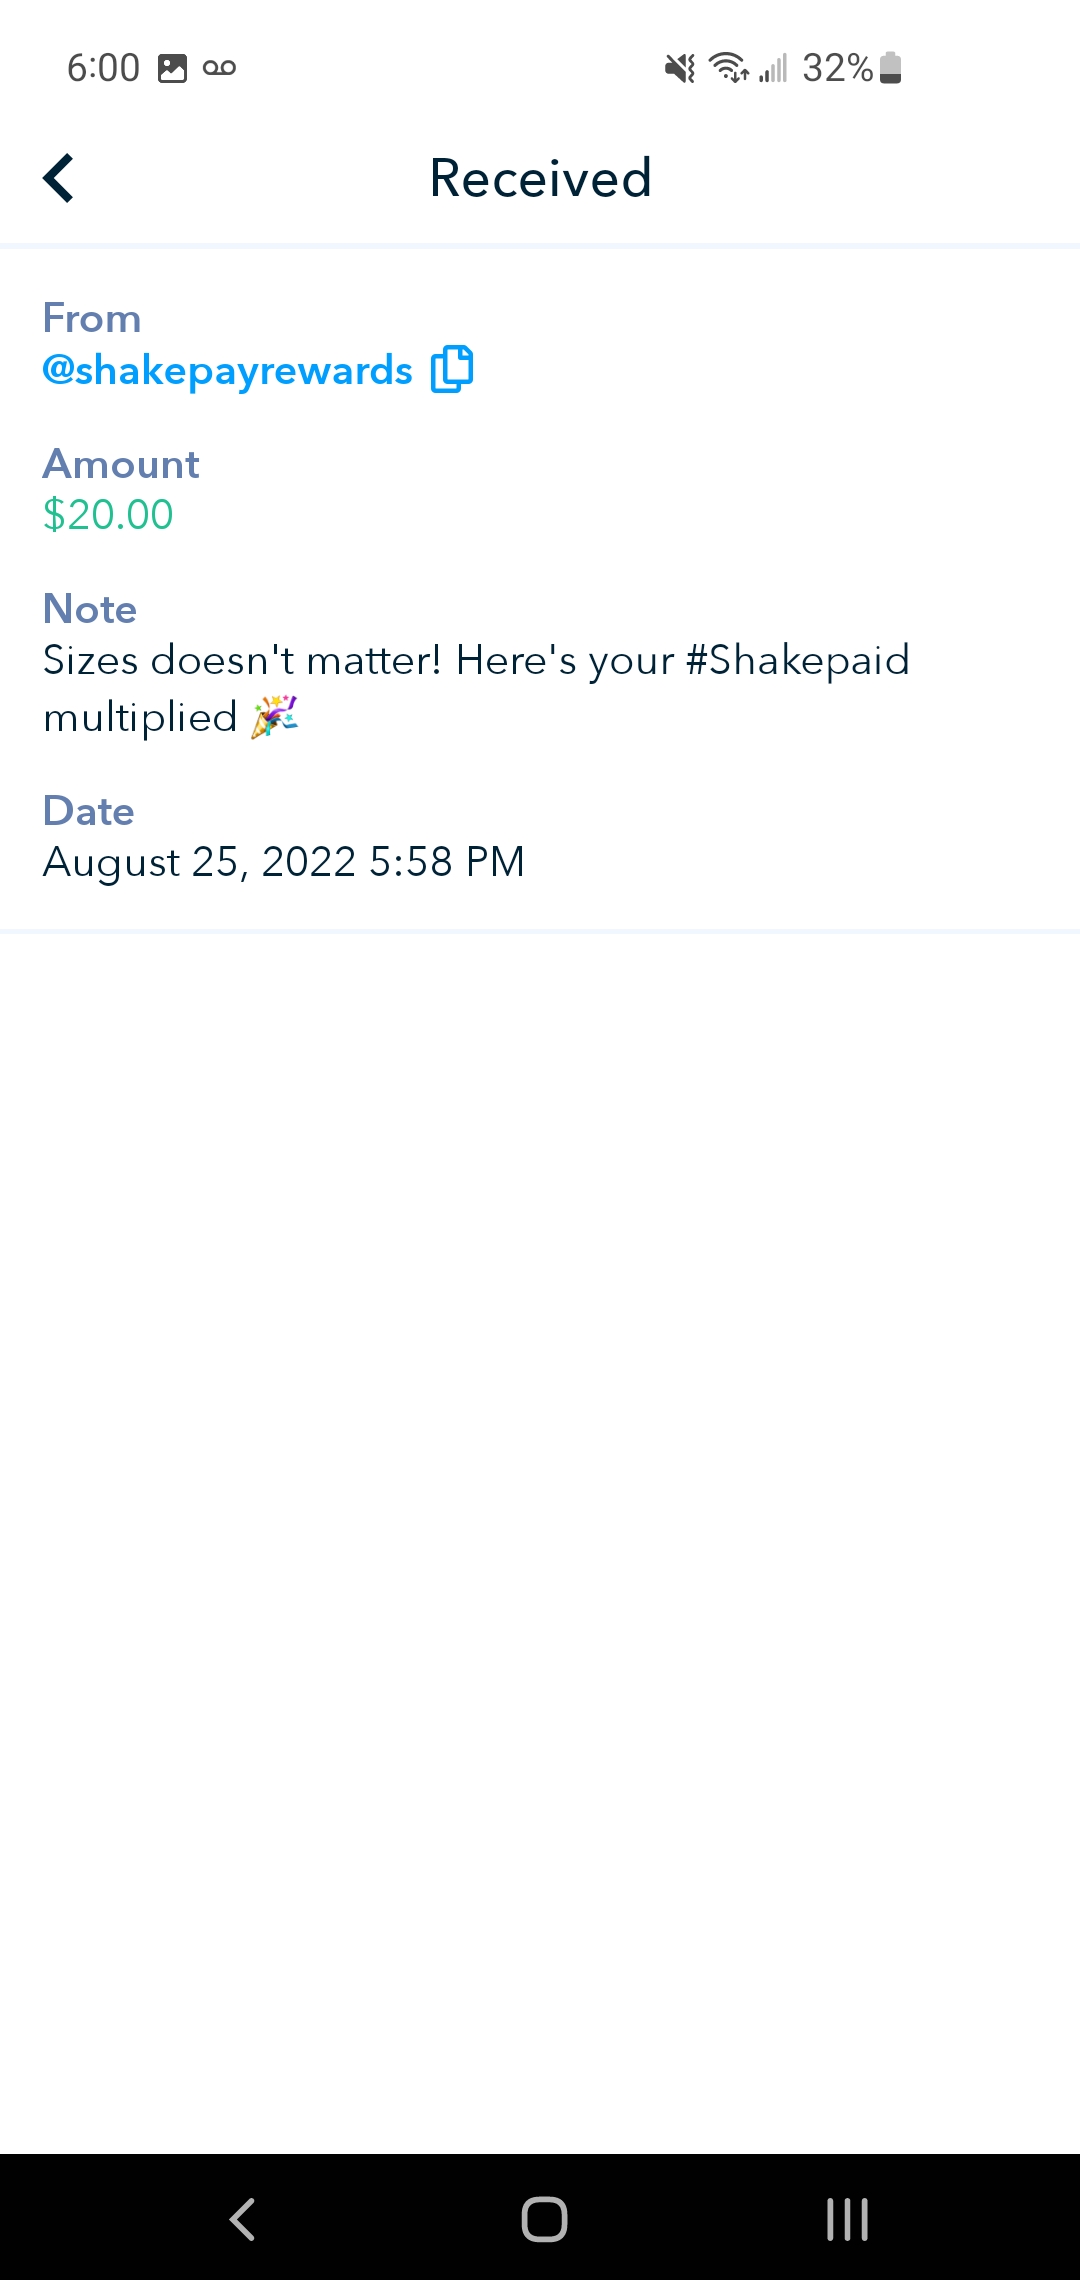 6:00 32%
Received
From
@shakepayrewards
Amount
$20.00
Note
Sizes doesn't matter! Here's your #Shakepaid
multiplied 🎉
Date
August 25, 2022 5:58 PM